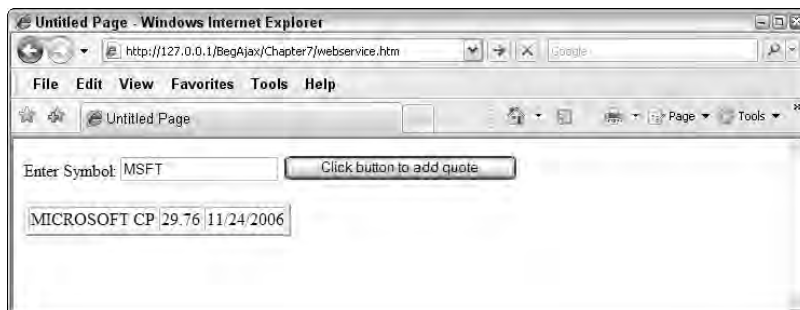 Untitled Page - Windows Internet Explorer
http://127.0.0.1/BegAjax/Chapter7/webservice.htm
Google
File Edit View Favorites Tools Help
Untitled Page
Page
Tools
Enter Symbol: MSFT
Click button to add quote
MICROSOFT CP 29.76 11/24/2006